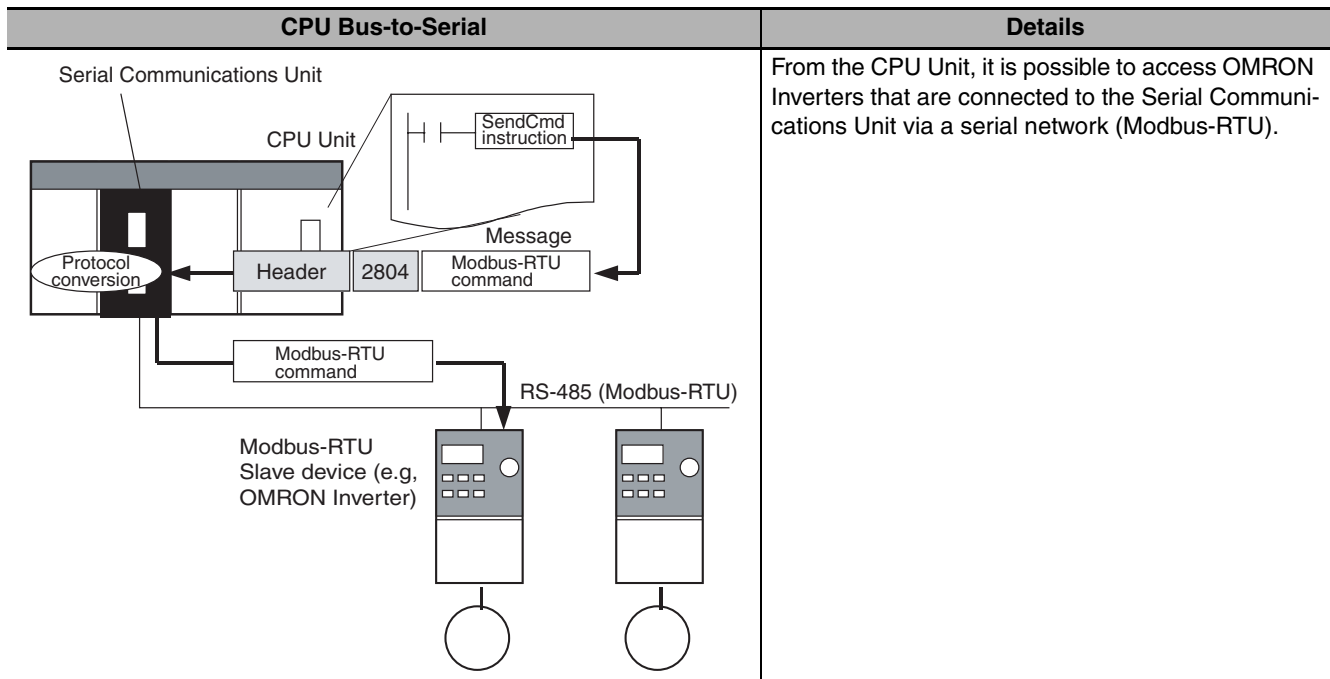 CPU Bus-to-Serial
Details
Serial Communications Unit
CPU Unit
SendCmd
instruction
Message
Protocol
conversion
Header
2804
Modbus-RTU
command
Modbus-RTU
command
RS-485 (Modbus-RTU)
Modbus-RTU
Slave device (e.g,
OMRON Inverter)
From the CPU Unit, it is possible to access OMRON
Inverters that are connected to the Serial Communi-
cations Unit via a serial network (Modbus-RTU).